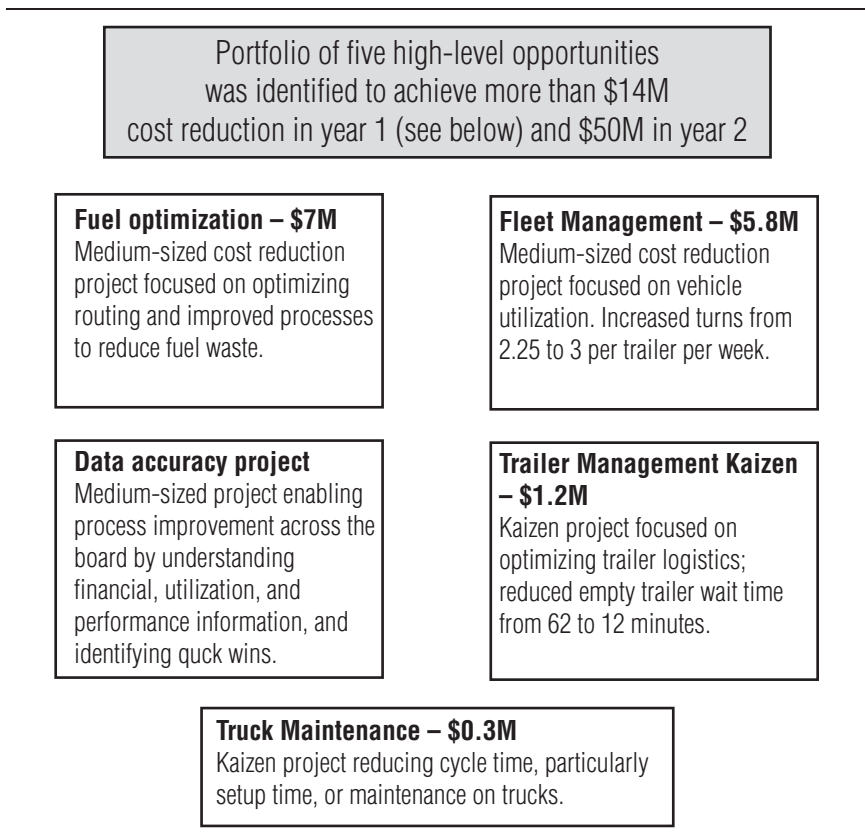 Portfolio of five high-level opportunities
was identified to achieve more than $14M
cost reduction in year 1 (see below) and $50M in year 2
Fuel optimization – $7M
Medium-sized cost reduction
project focused on optimizing
routing and improved processes
to reduce fuel waste.
Fleet Management – $5.8M
Medium-sized cost reduction
project focused on vehicle
utilization. Increased turns from
2.25 to 3 per trailer per week.
Data accuracy project
Medium-sized project enabling
process improvement across the
board by understanding
financial, utilization, and
performance information, and
identifying quck wins.
Trailer Management Kaizen
– $1.2M
Kaizen project focused on
optimizing trailer logistics;
reduced empty trailer wait time
from 62 to 12 minutes.
Truck Maintenance – $0.3M
Kaizen project reducing cycle time, particularly
setup time, or maintenance on trucks.